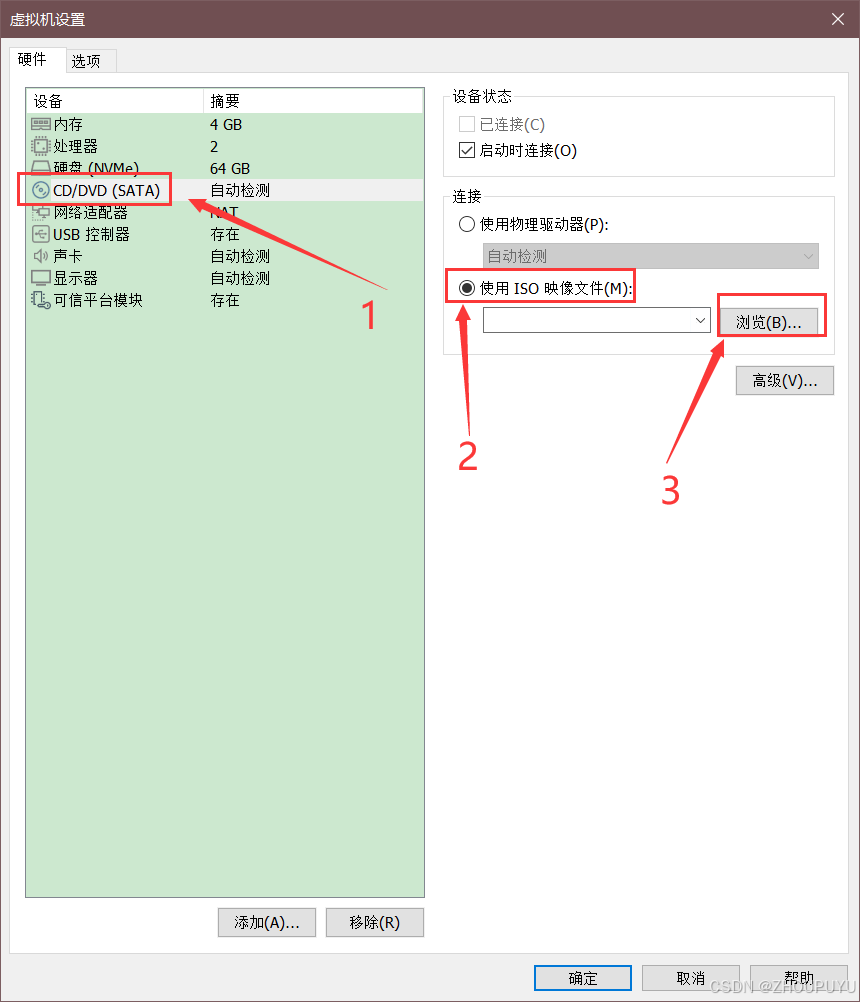 虚拟机设置
硬件 选项
设备 摘要
内存 4 GB
处理器 2
硬盘 (NVMe) 64 GB
CD/DVD (SATA) 自动检测
网络适配器 NAT
USB 控制器 存在
声卡 自动检测
显示器 自动检测
可信平台模块 存在
1
添加(A)... 移除(R)
设备状态
已连接(C)
启动时连接(O)
连接
使用物理驱动器(P):
自动检测
使用 ISO 映像文件(M):
浏览(B)...
高级(V)...
2
3
确定 取消 帮助
CSDN @ZHOUPUYU